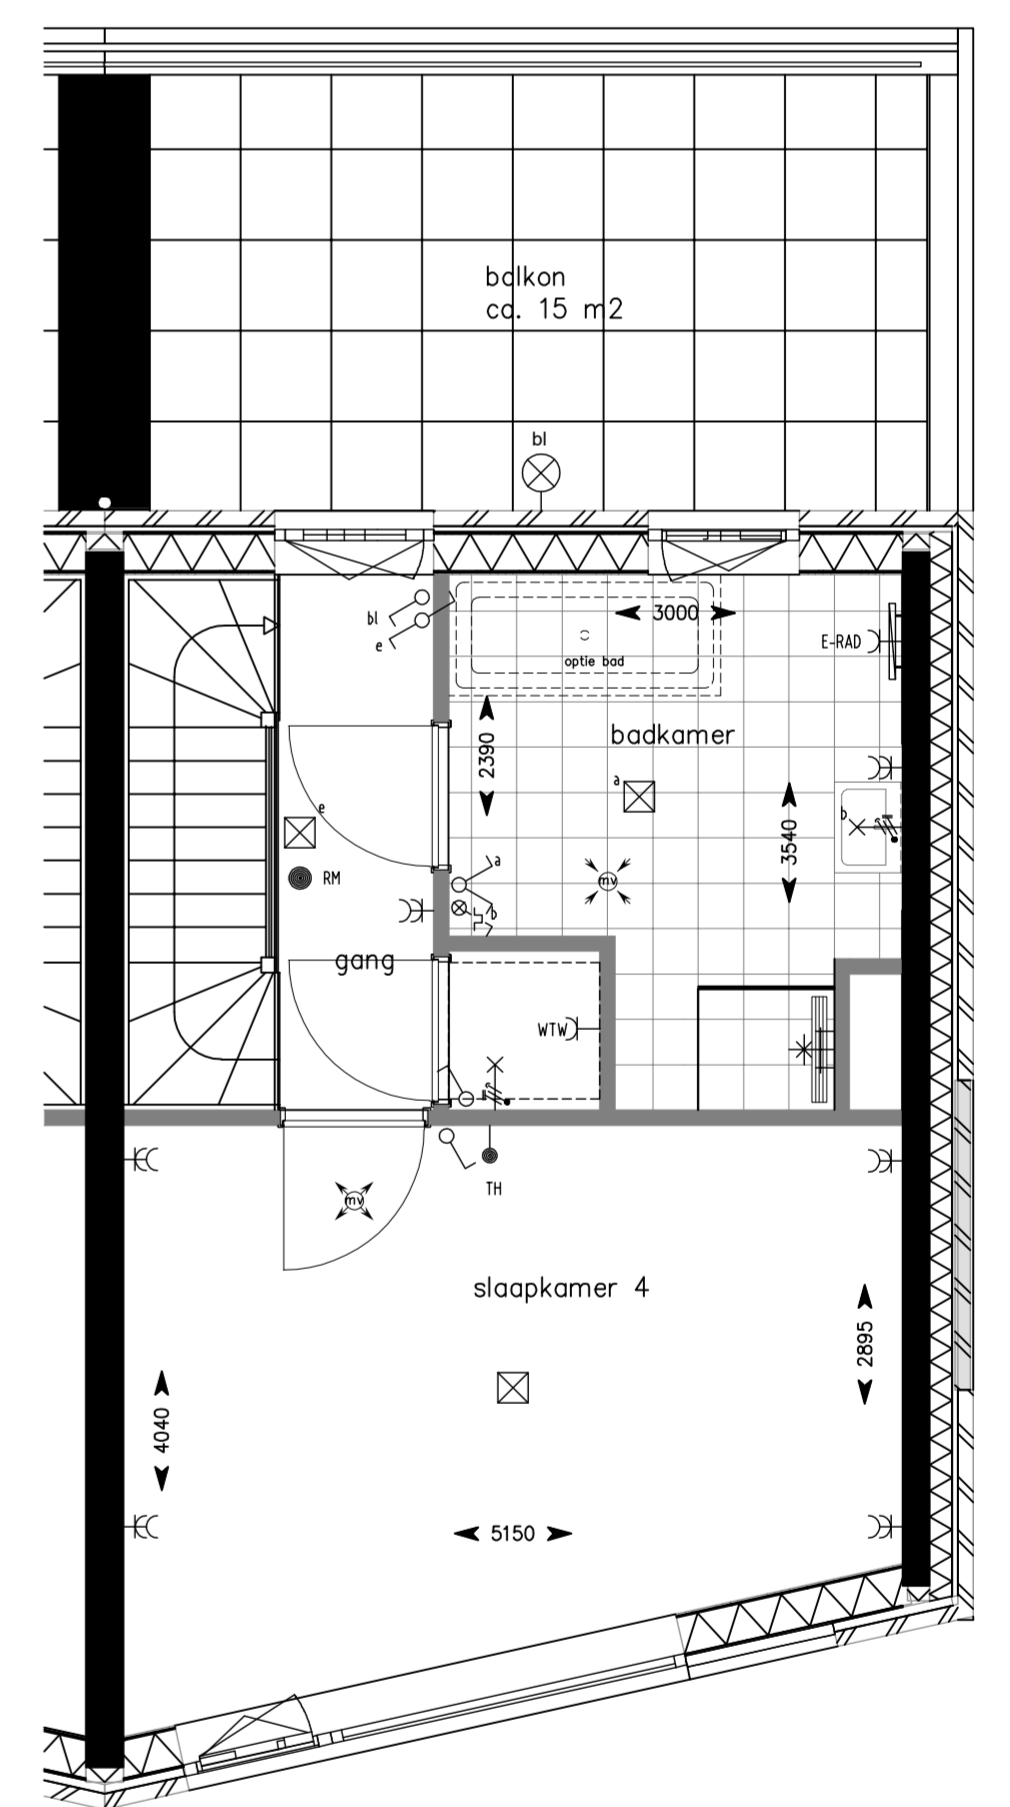 balkon
ca. 15 m2
bl
bl
e
3000
optie bad
E-RAD
badkamer
2390
a
b
3540
e
RM
mv
a
b
gang
WTW
TH
mv
slaapkamer 4
2895
4040
5150